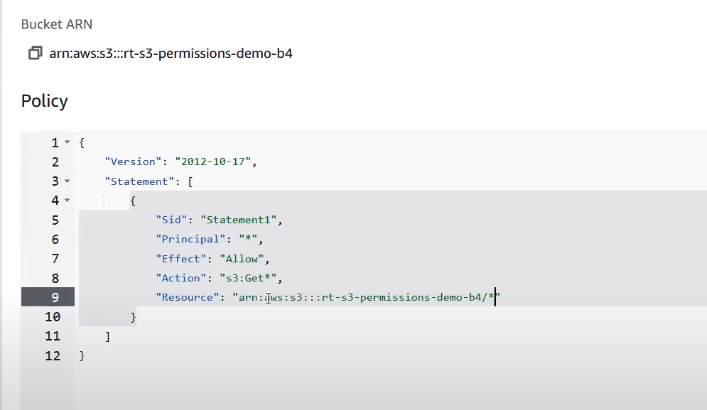 Bucket ARN
arn:aws:s3:::rt-s3-permissions-demo-b4
Policy
1 {
2 "Version": "2012-10-17",
3 "Statement": [
4 {
5 "Sid": "Statement1",
6 "Principal": "*",
7 "Effect": "Allow",
8 "Action": "s3:Get*",
9 "Resource": "arn:aws:s3:::rt-s3-permissions-demo-b4/*"
10 }
11 ]
12 }